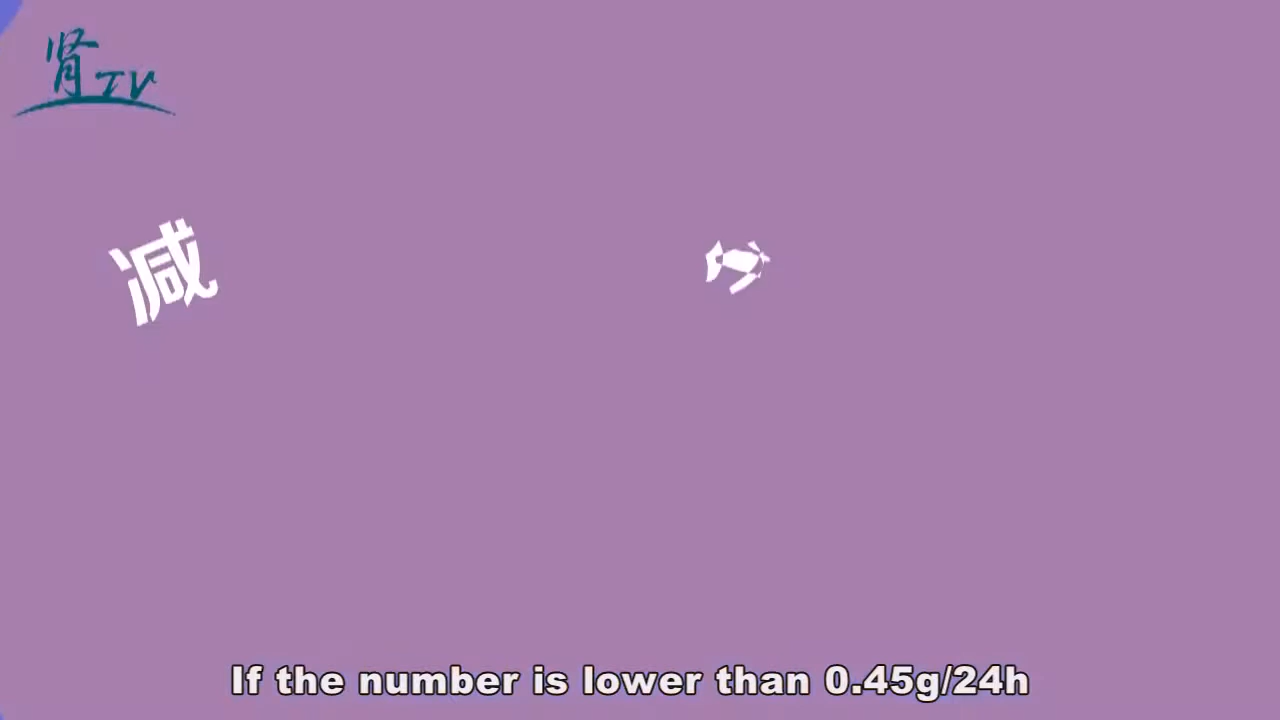 肾TV
减
If the number is lower than 0.45g/24h